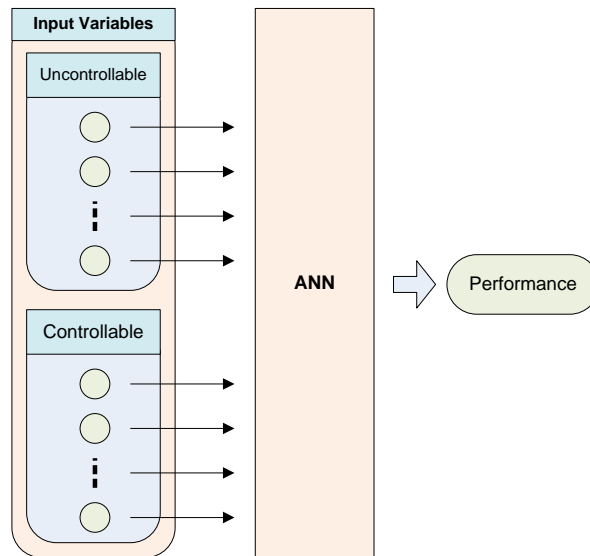 Input Variables
Uncontrollable
Controllable
ANN
Performance